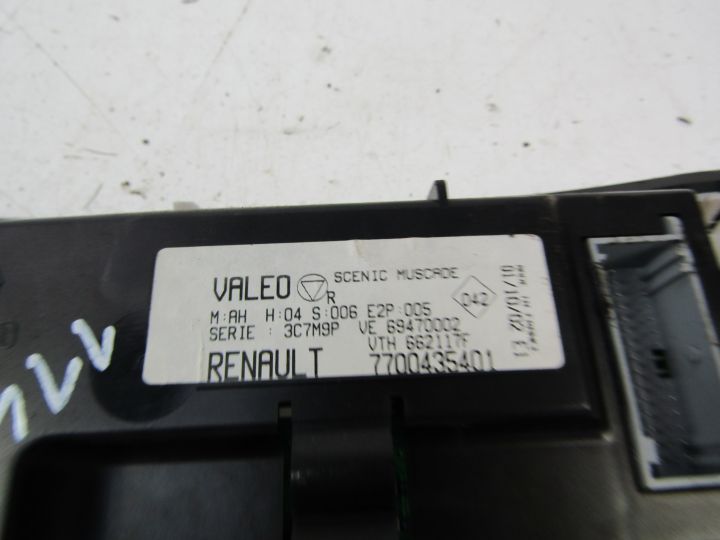 VALEO R SCENIC MUSCADE
M:AH H:04 S:006 E2P:005
SERIE : 3C7M9P VE 69470002
VTH 662117F
RENAULT 7700435401
042
01/10/02